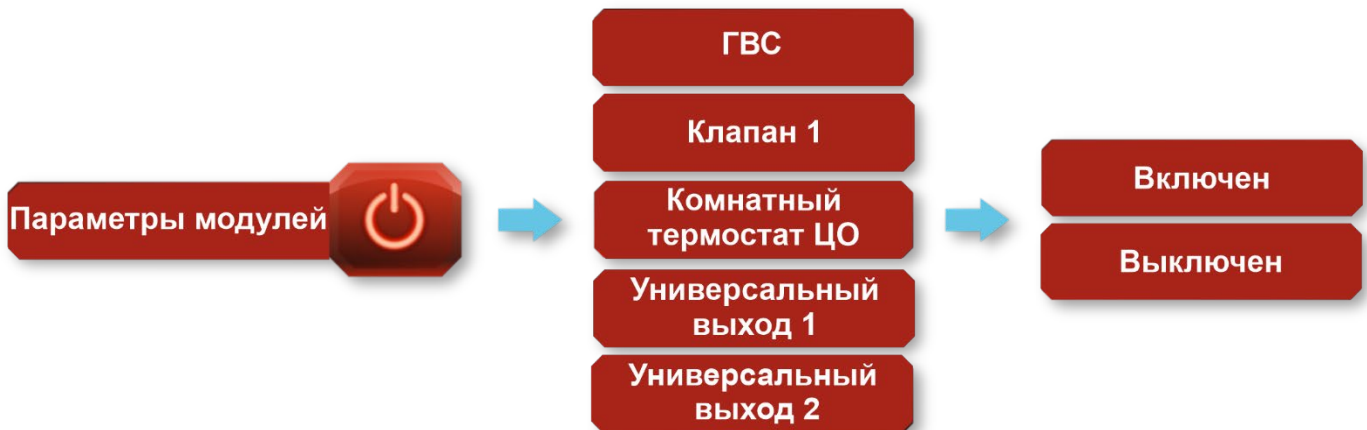 Параметры модулей
ГВС
Клапан 1
Комнатный
термостат ЦО
Универсальный
выход 1
Универсальный
выход 2
Включен
Выключен